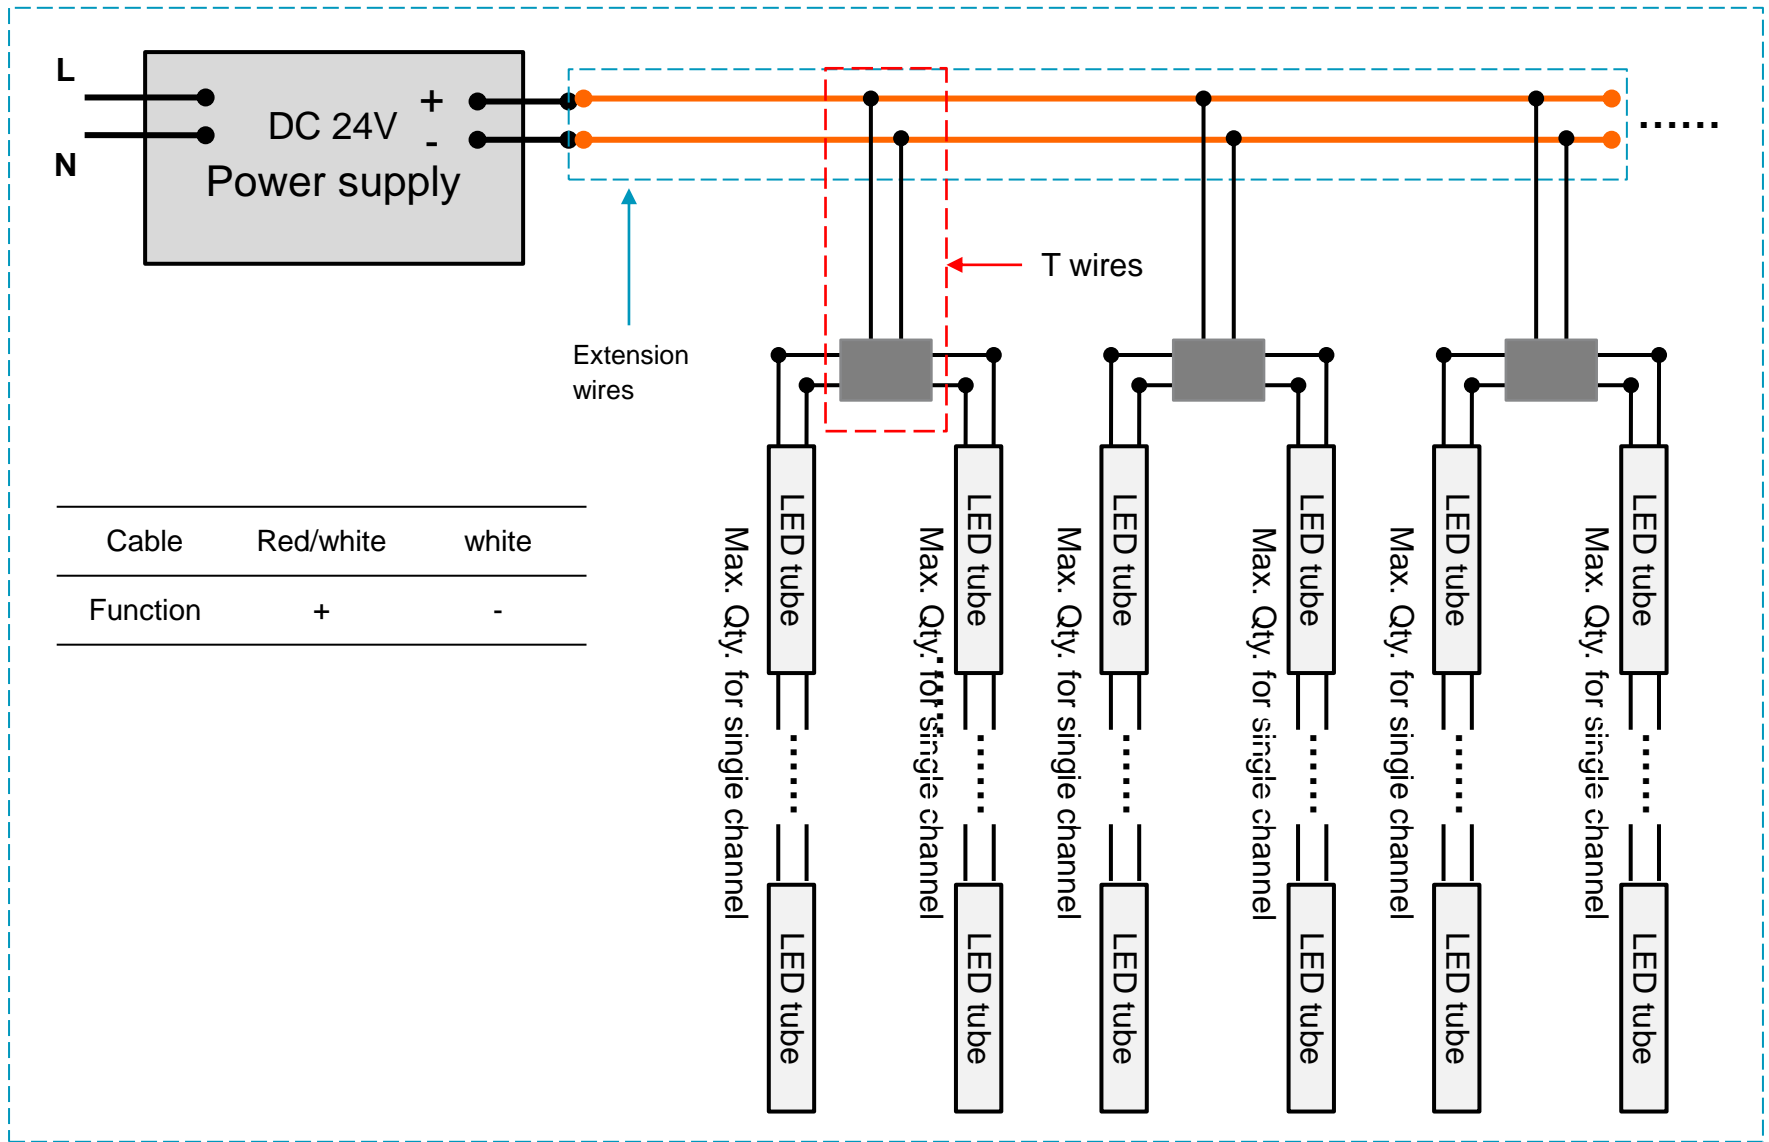 L
N
DC 24V
Power supply
+
-
......
T wires
Extension
wires
Cable Red/white white
Function + -
Max. Qty. for single channel
LED tube
......
LED tube
Max. Qty. for single channel
......
LED tube
......
LED tube
Max. Qty. for single channel
LED tube
......
LED tube
Max. Qty. for single channel
LED tube
......
LED tube
Max. Qty. for single channel
LED tube
......
LED tube
Max. Qty. for single channel
LED tube
......
LED tube